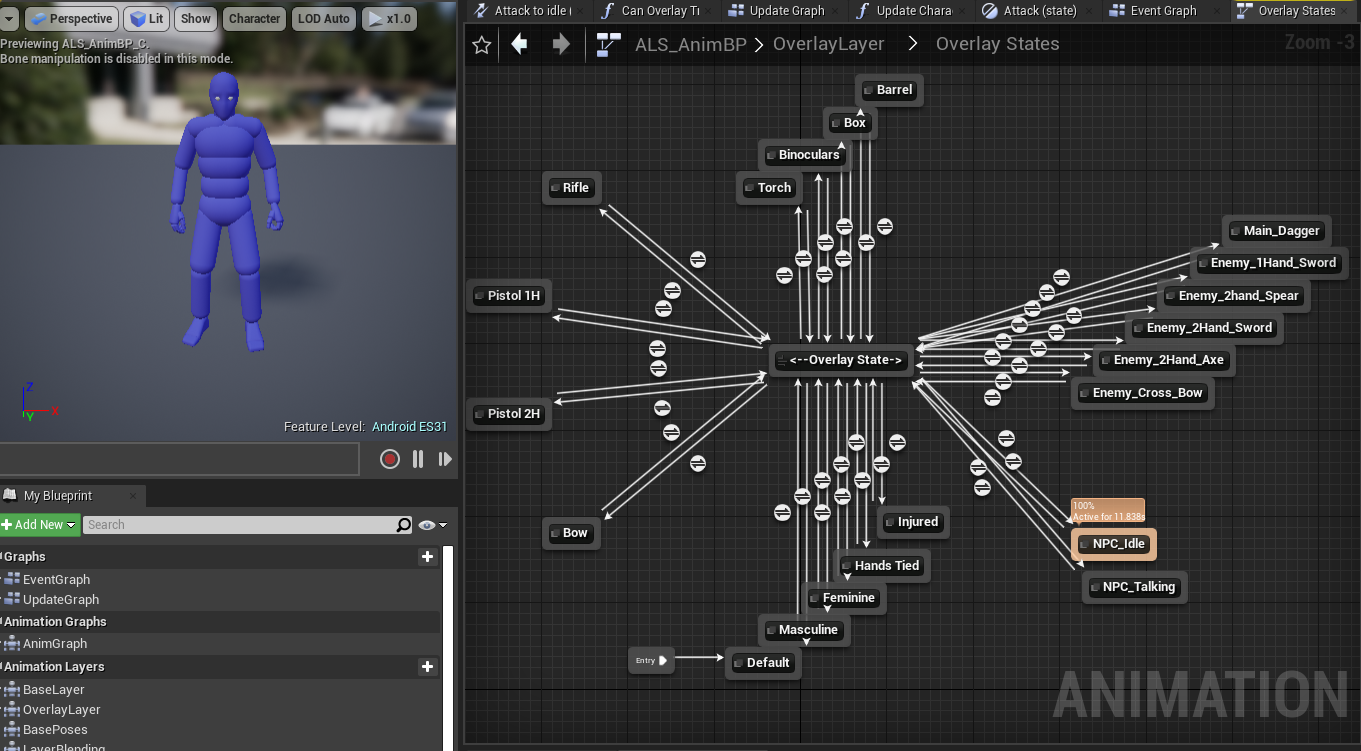 Perspective
Lit
Show
Character
LOD Auto
x1.0
Previewing ALS_AnimBP_C.
Bone manipulation is disabled in this mode.
Z
X
Y
Feature Level: Android ES31
My Blueprint
Add New
Search
Graphs
EventGraph
UpdateGraph
Animation Graphs
AnimGraph
Animation Layers
BaseLayer
OverlayLayer
BasePoses
LayerBlending
Attack to idle (
Can Overlay Tr
Update Graph
Update Chara
Attack (state)
Event Graph
Overlay States
ALS_AnimBP
OverlayLayer
Overlay States
Zoom -3
Barrel
Box
Binoculars
Torch
Rifle
Main_Dagger
Enemy_1Hand_Sword
Pistol 1H
Enemy_2hand_Spear
Enemy_2Hand_Sword
<--Overlay State->
Enemy_2Hand_Axe
Enemy_Cross_Bow
Pistol 2H
100%
Active for 11.838s
Injured
Bow
NPC_Idle
Hands Tied
NPC_Talking
Feminine
Masculine
Entry
Default
ANIMATION